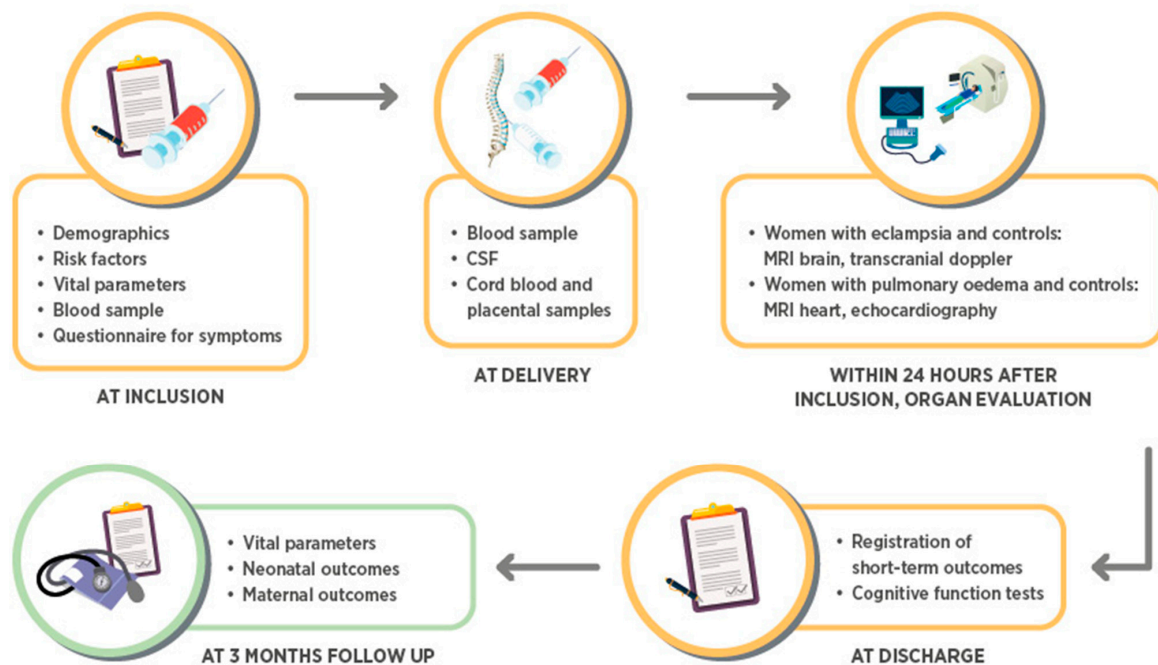 • Demographics
• Risk factors
• Vital parameters
• Blood sample
• Questionnaire for symptoms
AT INCLUSION
• Blood sample
• CSF
• Cord blood and
placental samples
AT DELIVERY
• Women with eclampsia and controls:
MRI brain, transcranial doppler
• Women with pulmonary oedema and controls:
MRI heart, echocardiography
WITHIN 24 HOURS AFTER
INCLUSION, ORGAN EVALUATION
• Vital parameters
• Neonatal outcomes
• Maternal outcomes
AT 3 MONTHS FOLLOW UP
• Registration of
short-term outcomes
• Cognitive function tests
AT DISCHARGE